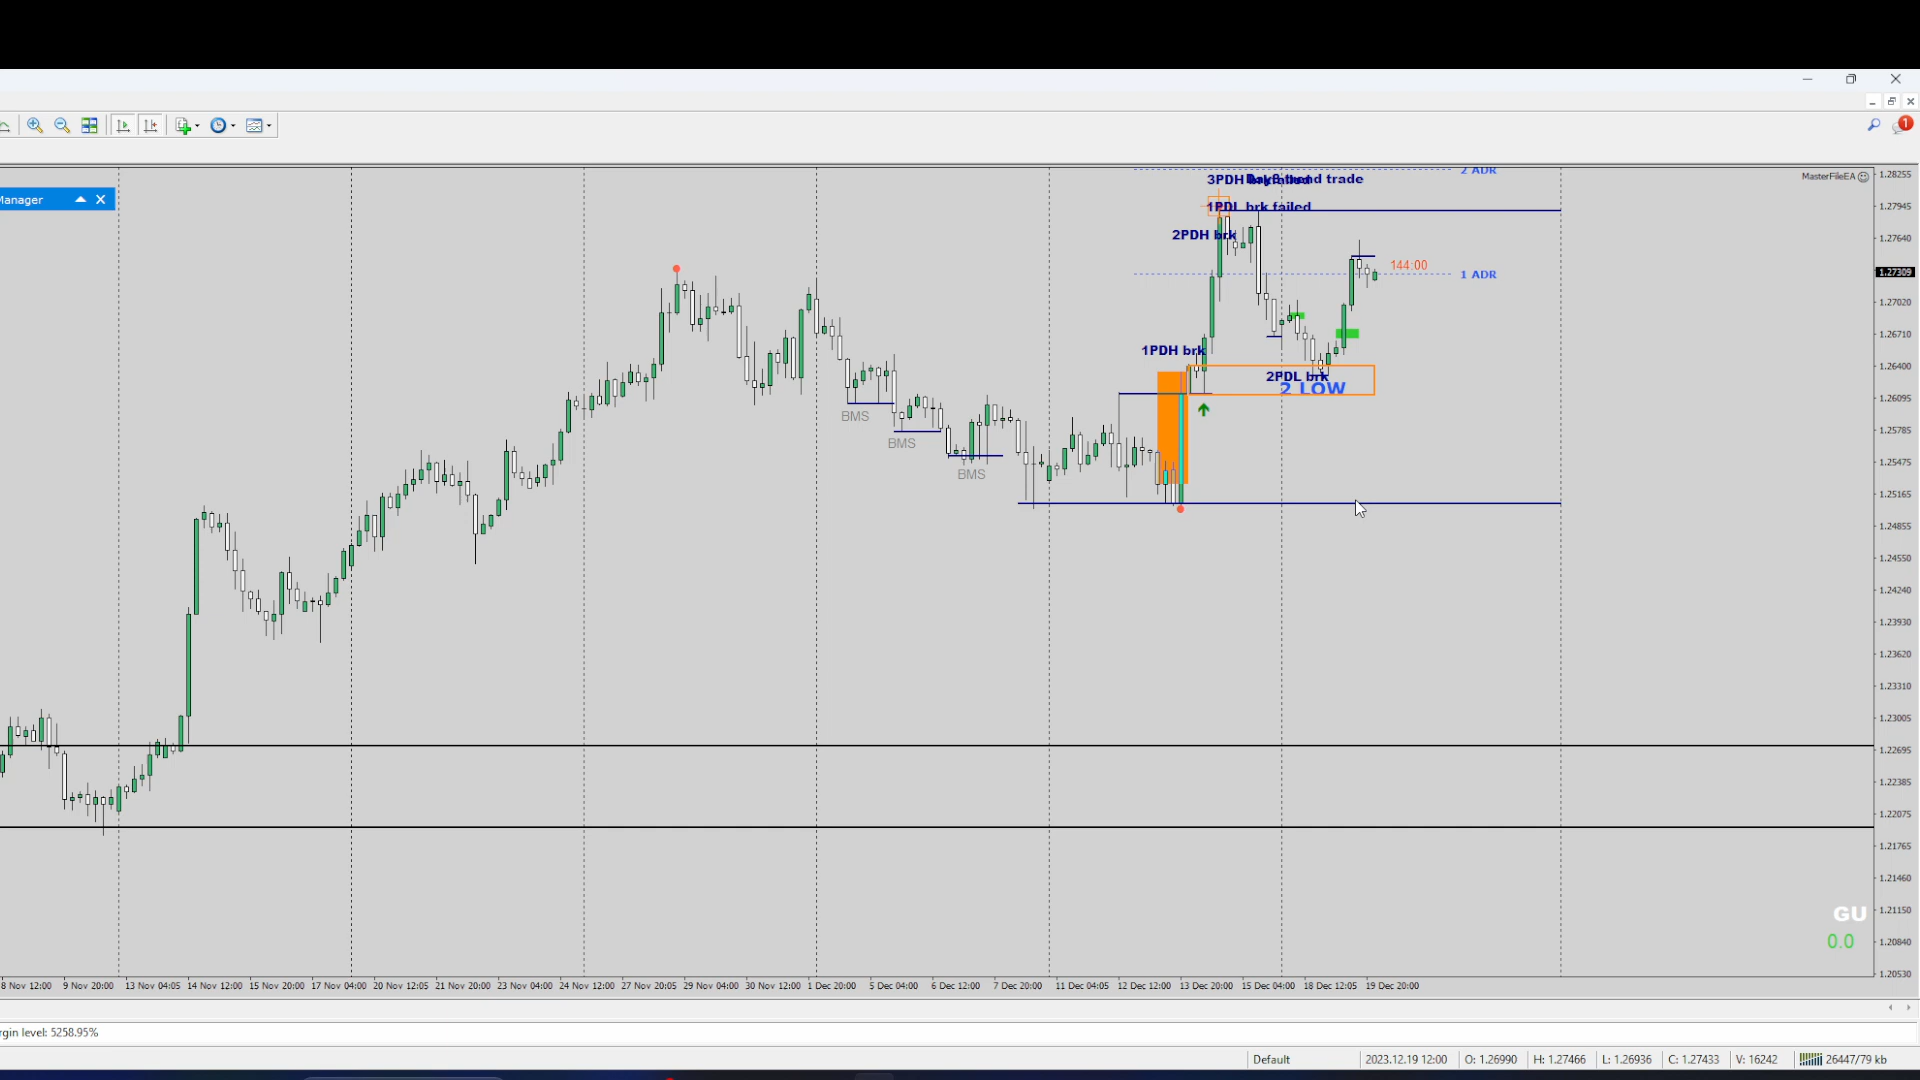 1
Manager
MasterFileEA
2 ADR
3PDH
trend trade
1PDL brk failed
2PDH brk
144:00
1 ADR
1PDH brk
2PDL brk
2 LOW
BMS
BMS
BMS
1.28255
1.27945
1.27640
1.27309
1.27020
1.26710
1.26400
1.26095
1.25785
1.25475
1.25165
1.24855
1.24550
1.24240
1.23930
1.23620
1.23310
1.23005
1.22695
1.22385
1.22075
1.21765
1.21460
1.21150
1.20840
1.20530
GU
0.0
8 Nov 12:00 9 Nov 20:00 13 Nov 04:05 14 Nov 12:00 15 Nov 20:00 17 Nov 04:00 20 Nov 12:05 21 Nov 20:00 23 Nov 04:00 24 Nov 12:00 27 Nov 20:05 29 Nov 04:00 30 Nov 12:00 1 Dec 20:00 5 Dec 04:00 6 Dec 12:00 7 Dec 20:00 11 Dec 04:05 12 Dec 12:00 13 Dec 20:00 15 Dec 04:00 18 Dec 12:05 19 Dec 20:00
rgin level: 5258.95%
Default 2023.12.19 12:00 O: 1.26990 H: 1.27466 L: 1.26936 C: 1.27433 V: 16242 26447/79 kb